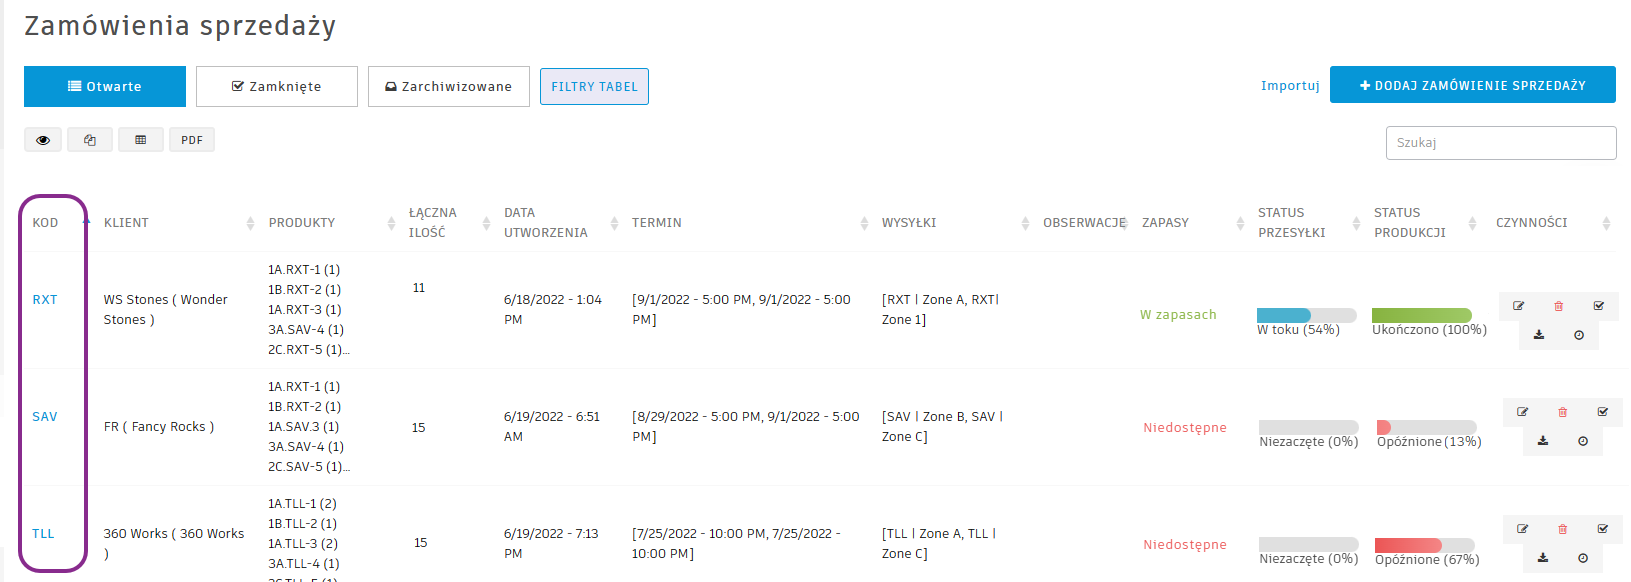 Zamówienia sprzedaży
Otwarte
Zamknięte
Zarchiwizowane
FILTRY TABEL
Importuj
DODAJ ZAMÓWIENIE SPRZEDAŻY
PDF
Szukaj
KOD
KLIENT
PRODUKTY
ŁĄCZNA
ILOŚĆ
DATA
UTWORZENIA
TERMIN
WYSYŁKI
OBSERWACJE
ZAPASY
STATUS
PRZESYŁKI
STATUS
PRODUKCJI
CZYNNOŚCI
RXT
WS Stones ( Wonder
Stones )
1A.RXT-1 (1)
1B.RXT-2 (1)
1A.RXT-3 (1)
3A.SAV-4 (1)
2C.RXT-5 (1)...
11
6/18/2022 - 1:04
PM
[9/1/2022 - 5:00 PM, 9/1/2022 - 5:00
PM]
[RXT | Zone A, RXT|
Zone 1]
W zapasach
W toku (54%)
Ukończono (100%)
SAV
FR ( Fancy Rocks )
1A.RXT-1 (1)
1B.RXT-2 (1)
1A.SAV.3 (1)
3A.SAV-4 (1)
2C.SAV-5 (1)...
15
6/19/2022 - 6:51
AM
[8/29/2022 - 5:00 PM, 9/1/2022 - 5:00
PM]
[SAV | Zone B, SAV |
Zone C]
Niedostępne
Niezaczęte (0%)
Opóźnione (13%)
TLL
360 Works ( 360 Works
)
1A.TLL-1 (2)
1B.TLL-2 (1)
1A.TLL-3 (2)
3A.TLL-4 (1)
15
6/19/2022 - 7:13
PM
[7/25/2022 - 10:00 PM, 7/25/2022 -
10:00 PM]
[TLL | Zone A, TLL |
Zone C]
Niedostępne
Niezaczęte (0%)
Opóźnione (67%)